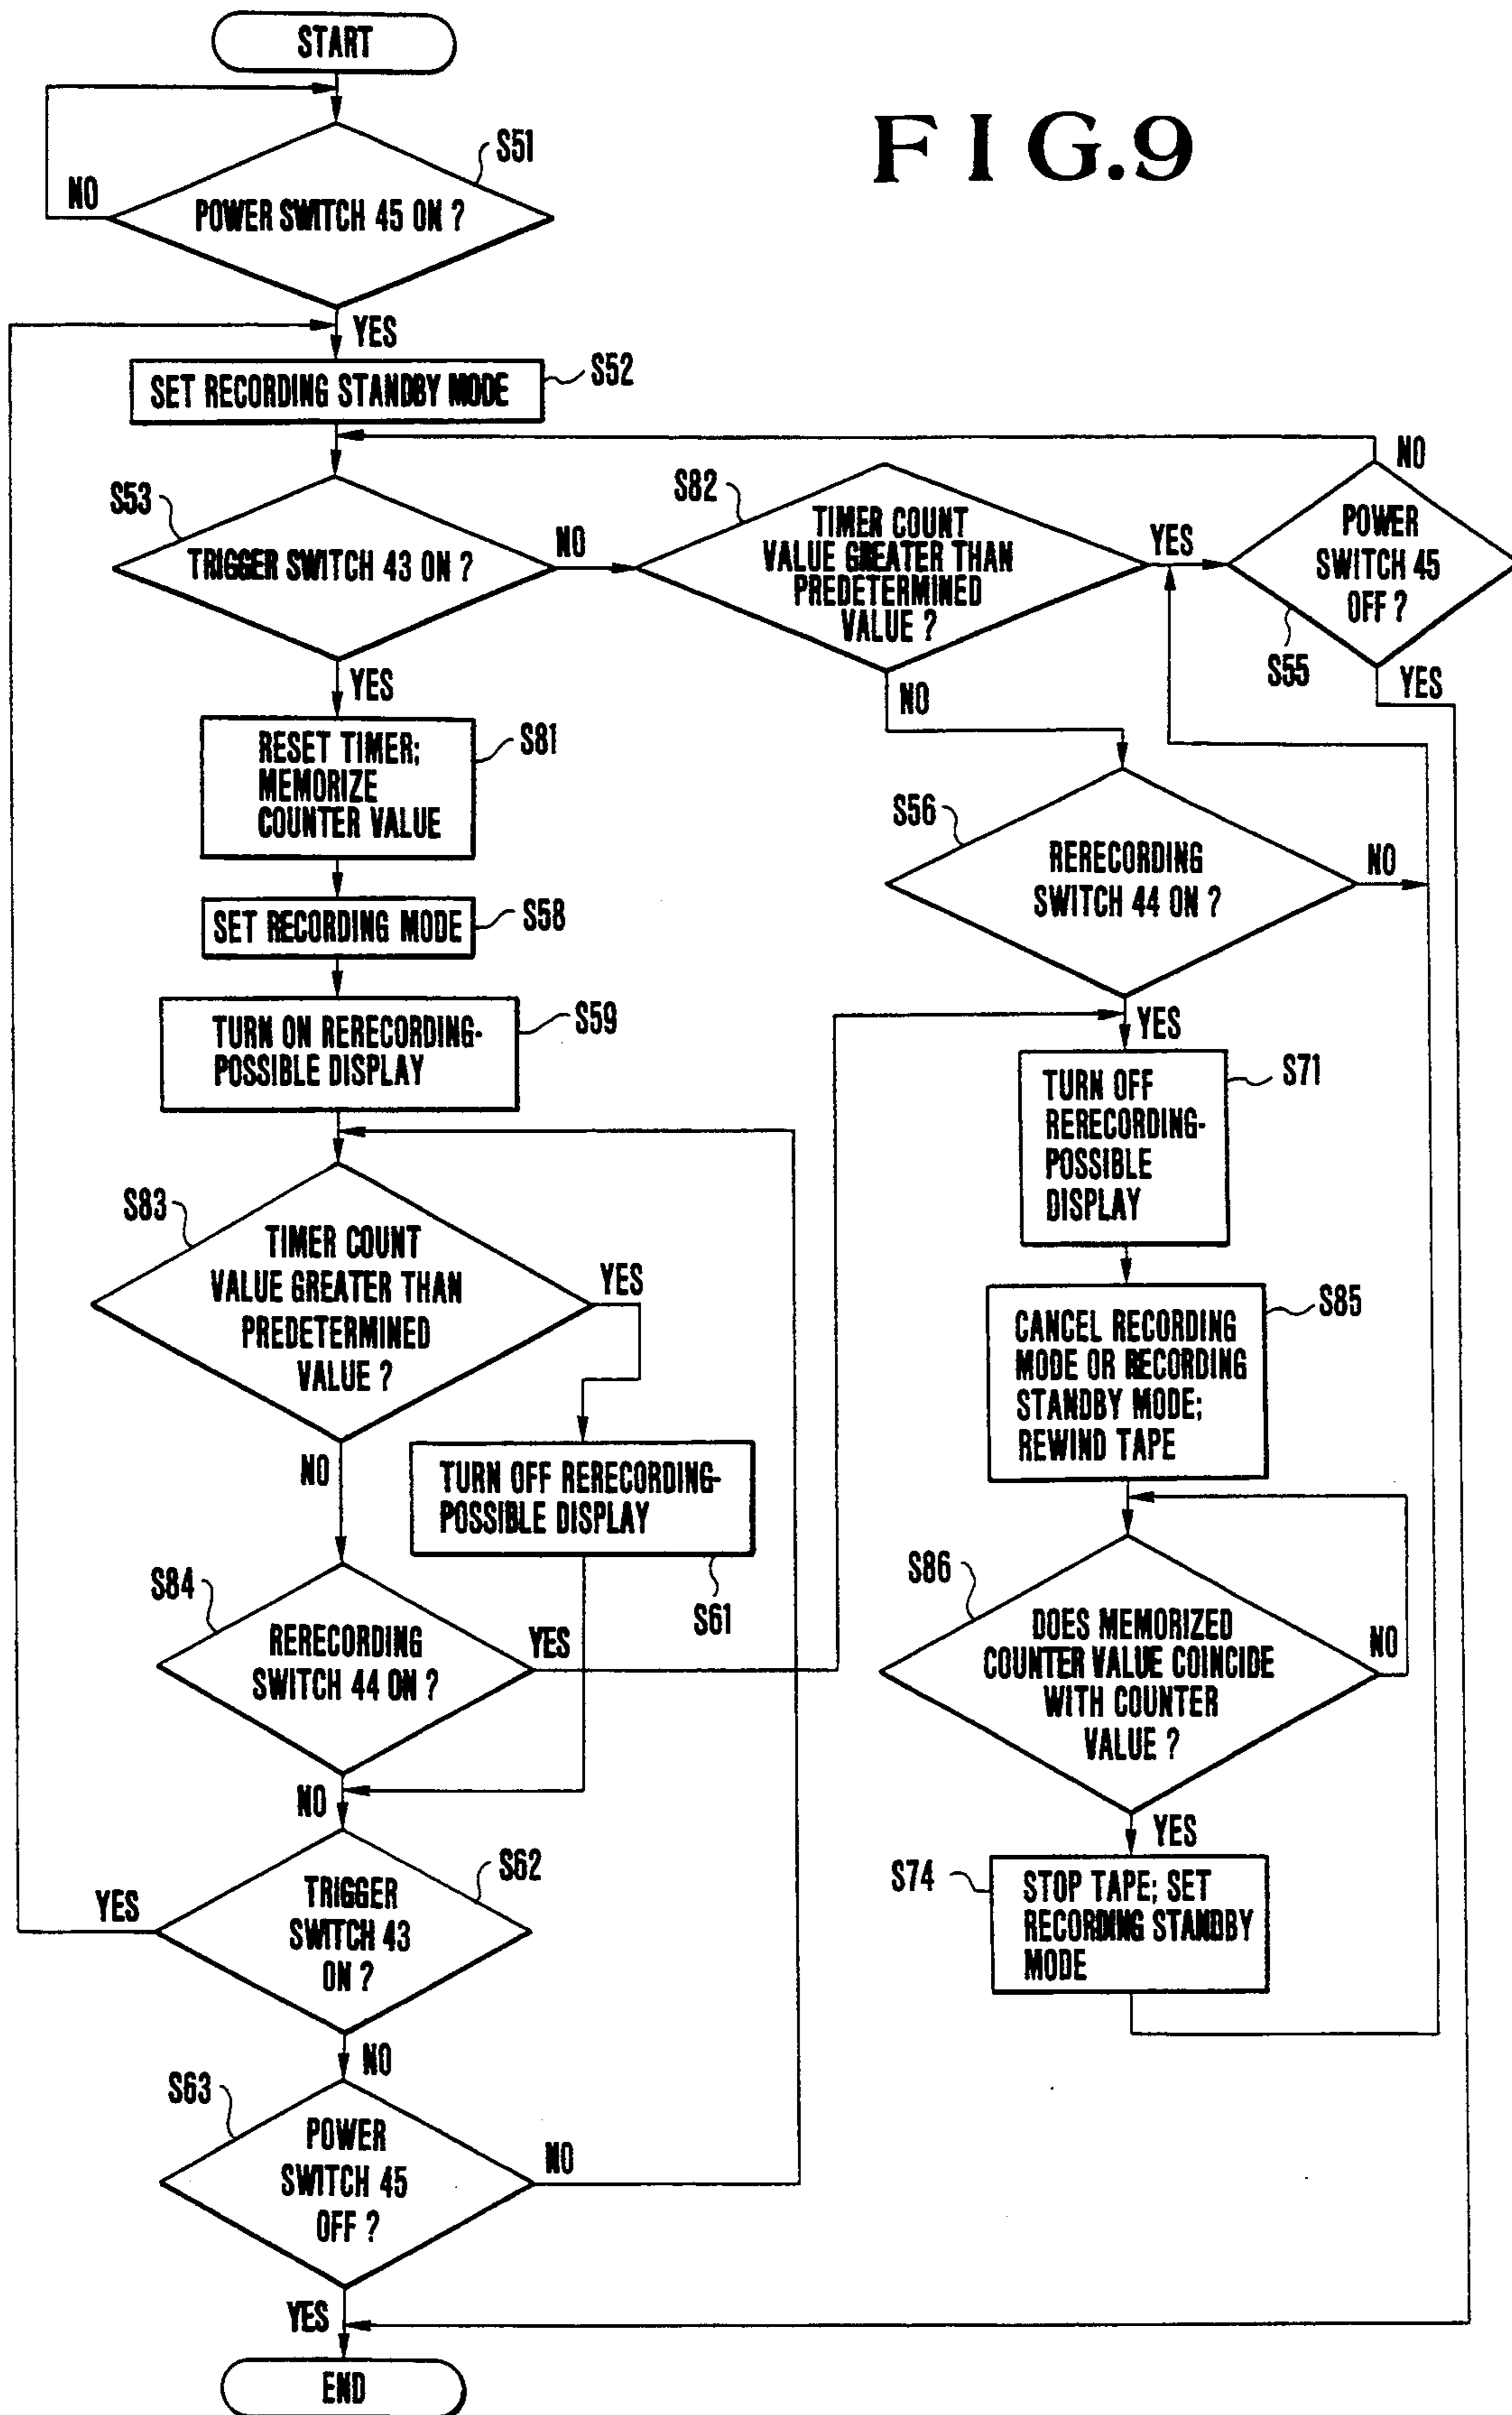 START
FIG.9
S51
NO
POWER SWITCH 45 ON ?
YES
SET RECORDING STANDBY MODE
S52
S53
TRIGGER SWITCH 43 ON ?
NO
S82
TIMER COUNT
VALUE GREATER THAN
PREDETERMINED
VALUE ?
YES
NO
POWER
SWITCH 45
OFF ?
S55
YES
NO
YES
RESET TIMER;
MEMORIZE
COUNTER VALUE
S81
SET RECORDING MODE
S58
TURN ON RERECORDING-
POSSIBLE DISPLAY
S59
S56
RERECORDING
SWITCH 44 ON ?
NO
YES
TURN OFF
RERECORDING-
POSSIBLE
DISPLAY
S71
S83
TIMER COUNT
VALUE GREATER THAN
PREDETERMINED
VALUE ?
YES
NO
TURN OFF RERECORDING-
POSSIBLE DISPLAY
S61
CANCEL RECORDING
MODE OR RECORDING
STANDBY MODE;
REWIND TAPE
S85
S84
RERECORDING
SWITCH 44 ON ?
YES
NO
S86
DOES MEMORIZED
COUNTER VALUE COINCIDE
WITH COUNTER
VALUE ?
NO
YES
S74
STOP TAPE; SET
RECORDING STANDBY
MODE
S62
YES
TRIGGER
SWITCH 43
ON ?
NO
S63
POWER
SWITCH 45
OFF ?
NO
YES
END